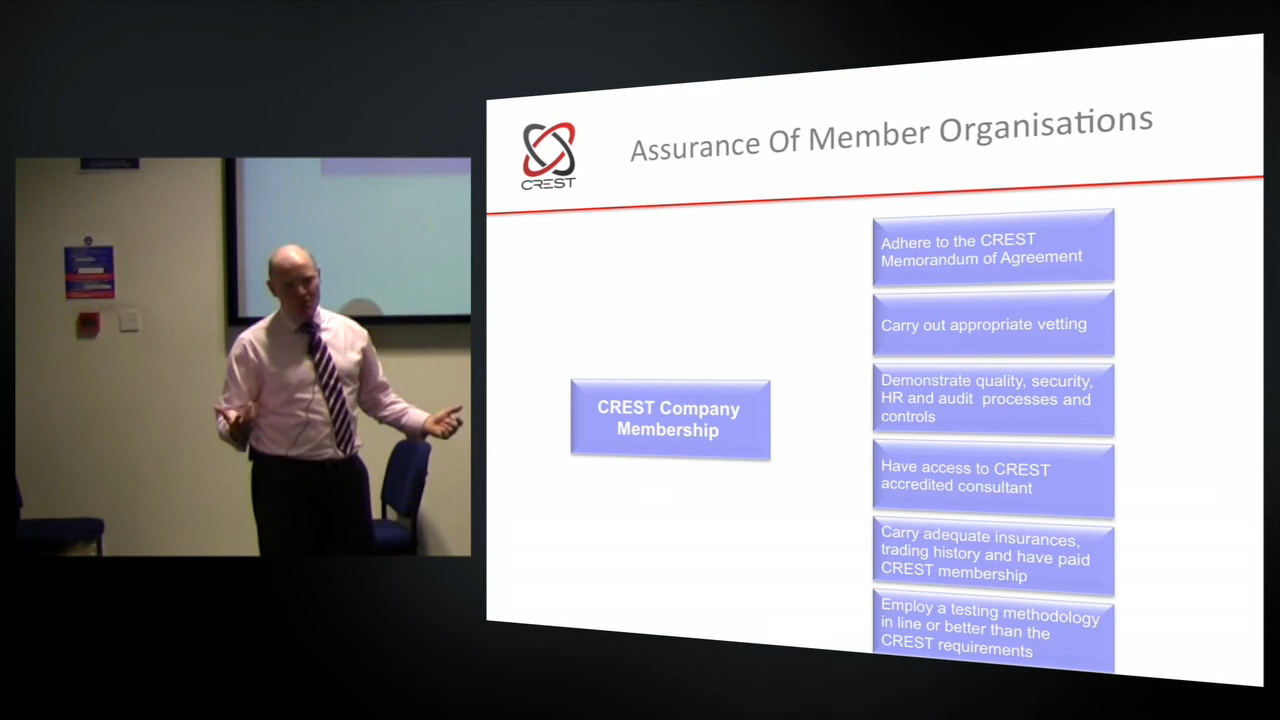 CREST
Assurance Of Member Organisations
CREST Company
Membership
Adhere to the CREST
Memorandum of Agreement
Carry out appropriate vetting
Demonstrate quality, security,
HR and audit processes and
controls
Have access to CREST
accredited consultant
Carry adequate insurances,
trading history and have paid
CREST membership
Employ a testing methodology
in line or better than the
CREST requirements